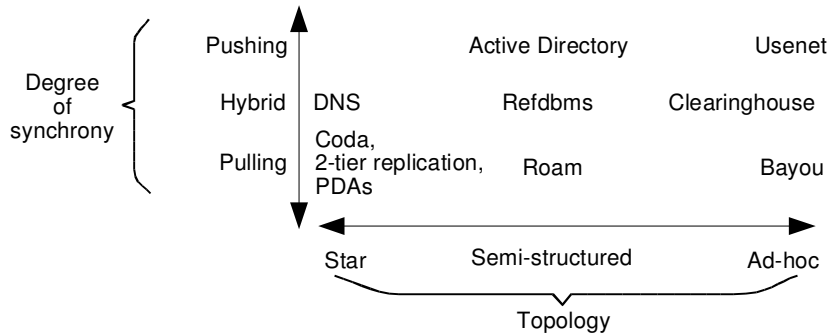 Pushing Active Directory Usenet
Degree
of
synchrony
Hybrid DNS Refdbms Clearinghouse
Pulling Coda,
2-tier replication,
PDAs
Roam Bayou
Star Semi-structured Ad-hoc
Topology